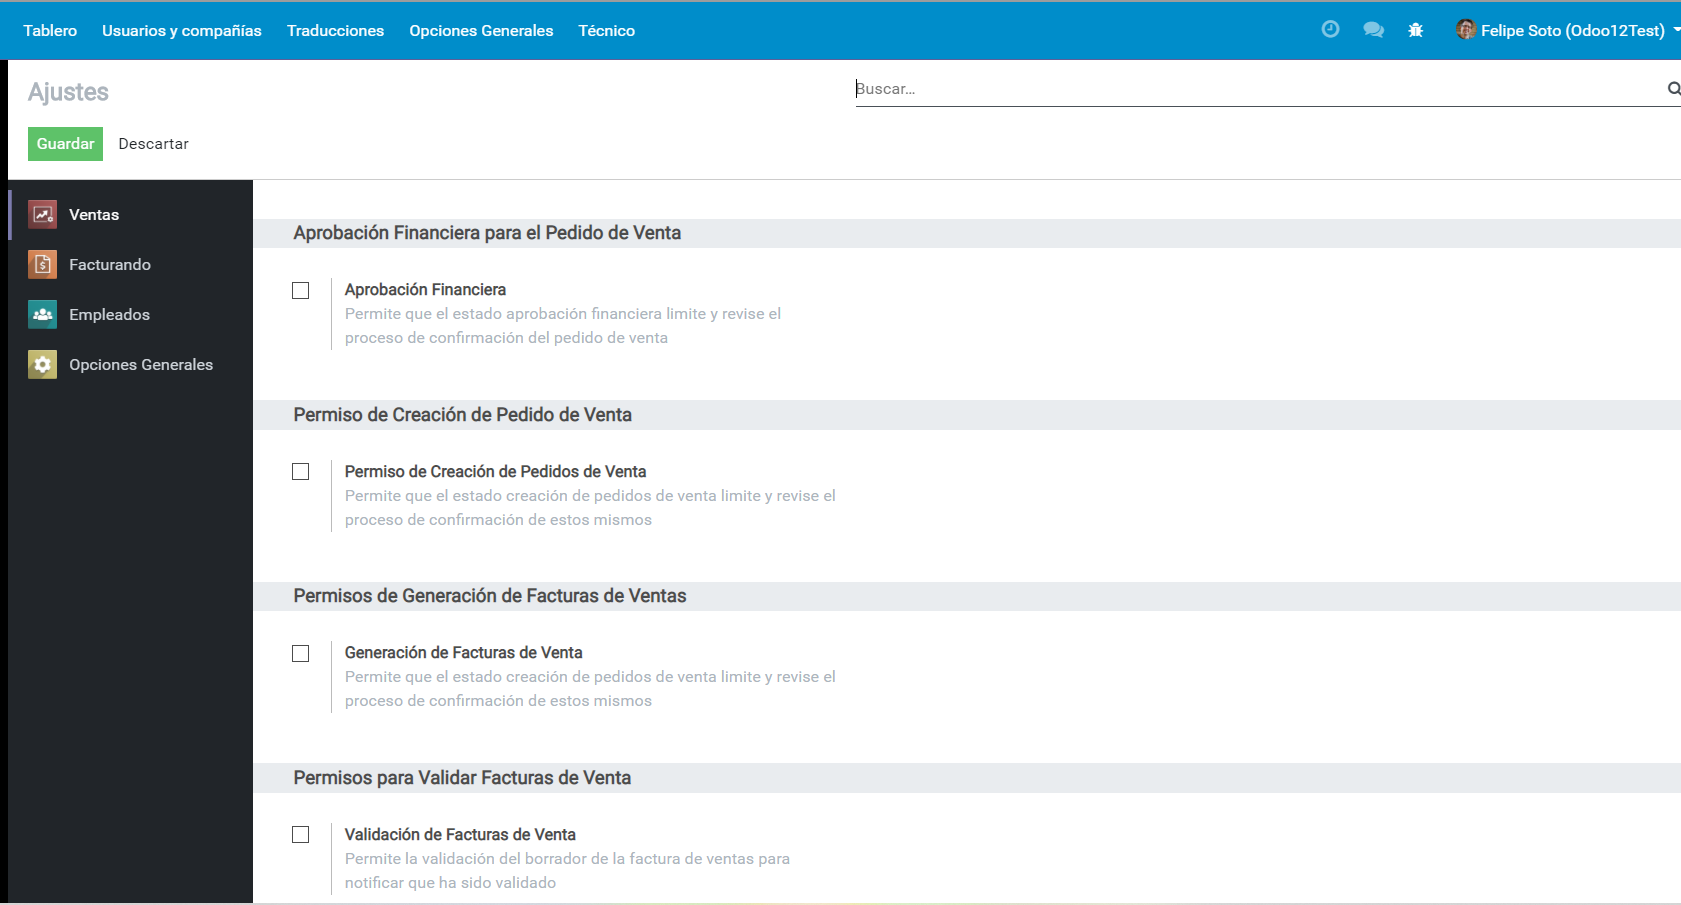 Tablero Usuarios y compañías Traducciones Opciones Generales Técnico Felipe Soto (Odoo12Test)
Ajustes
Buscar...
Guardar Descartar
Ventas
Facturando
Empleados
Opciones Generales
Aprobación Financiera para el Pedido de Venta
Aprobación Financiera
Permite que el estado aprobación financiera limite y revise el
proceso de confirmación del pedido de venta
Permiso de Creación de Pedido de Venta
Permiso de Creación de Pedidos de Venta
Permite que el estado creación de pedidos de venta limite y revise el
proceso de confirmación de estos mismos
Permisos de Generación de Facturas de Ventas
Generación de Facturas de Venta
Permite que el estado creación de pedidos de venta limite y revise el
proceso de confirmación de estos mismos
Permisos para Validar Facturas de Venta
Validación de Facturas de Venta
Permite la validación del borrador de la factura de ventas para
notificar que ha sido validado